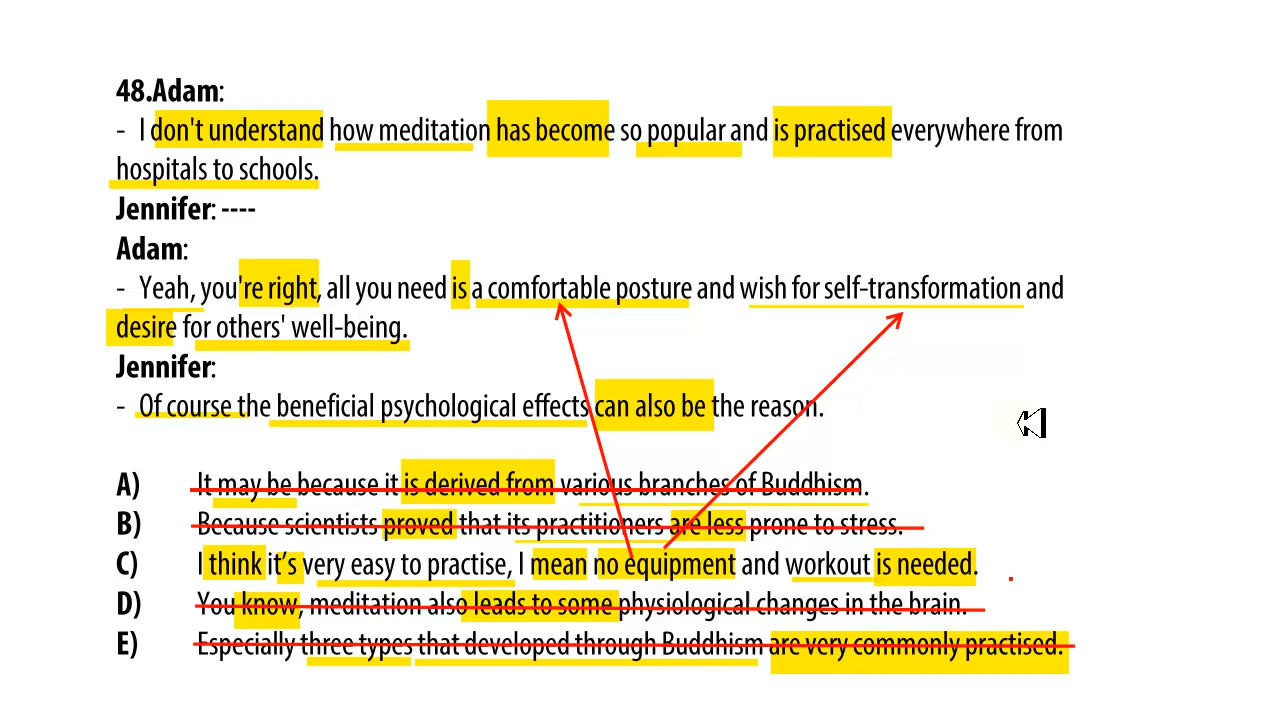 48.Adam:
- I don't understand how meditation has become so popular and is practised everywhere from
hospitals to schools.
Jennifer: ----
Adam:
- Yeah, you're right, all you need is a comfortable posture and wish for self-transformation and
desire for others' well-being.
Jennifer:
- Of course the beneficial psychological effects can also be the reason.
A) It may be because it is derived from various branches of Buddhism.
B) Because scientists proved that its practitioners are less prone to stress.
C) I think it’s very easy to practise, I mean no equipment and workout is needed.
D) You know, meditation also leads to some physiological changes in the brain.
E) Especially three types that developed through Buddhism are very commonly practised.